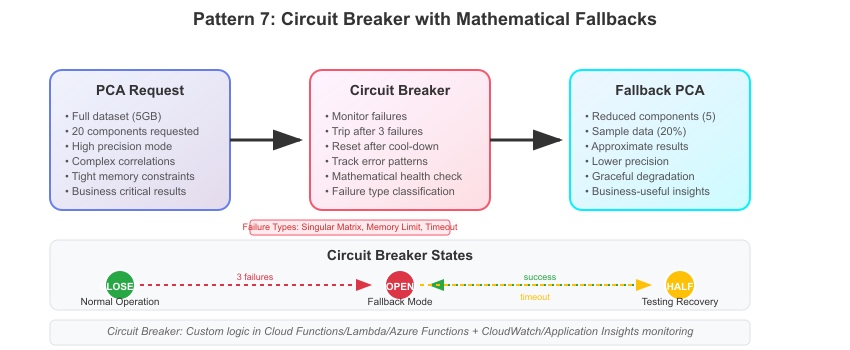 Pattern 7: Circuit Breaker with Mathematical Fallbacks
PCA Request
• Full dataset (5GB)
• 20 components requested
• High precision mode
• Complex correlations
• Tight memory constraints
• Business critical results
Circuit Breaker
• Monitor failures
• Trip after 3 failures
• Reset after cool-down
• Track error patterns
• Mathematical health check
• Failure type classification
Fallback PCA
• Reduced components (5)
• Sample data (20%)
• Approximate results
• Lower precision
• Graceful degradation
• Business-useful insights
Failure Types: Singular Matrix, Memory Limit, Timeout
Circuit Breaker States
LOSE
3 failures
OPEN
success
timeout
HALF
Normal Operation
Fallback Mode
Testing Recovery
Circuit Breaker: Custom logic in Cloud Functions/Lambda/Azure Functions + CloudWatch/Application Insights monitoring